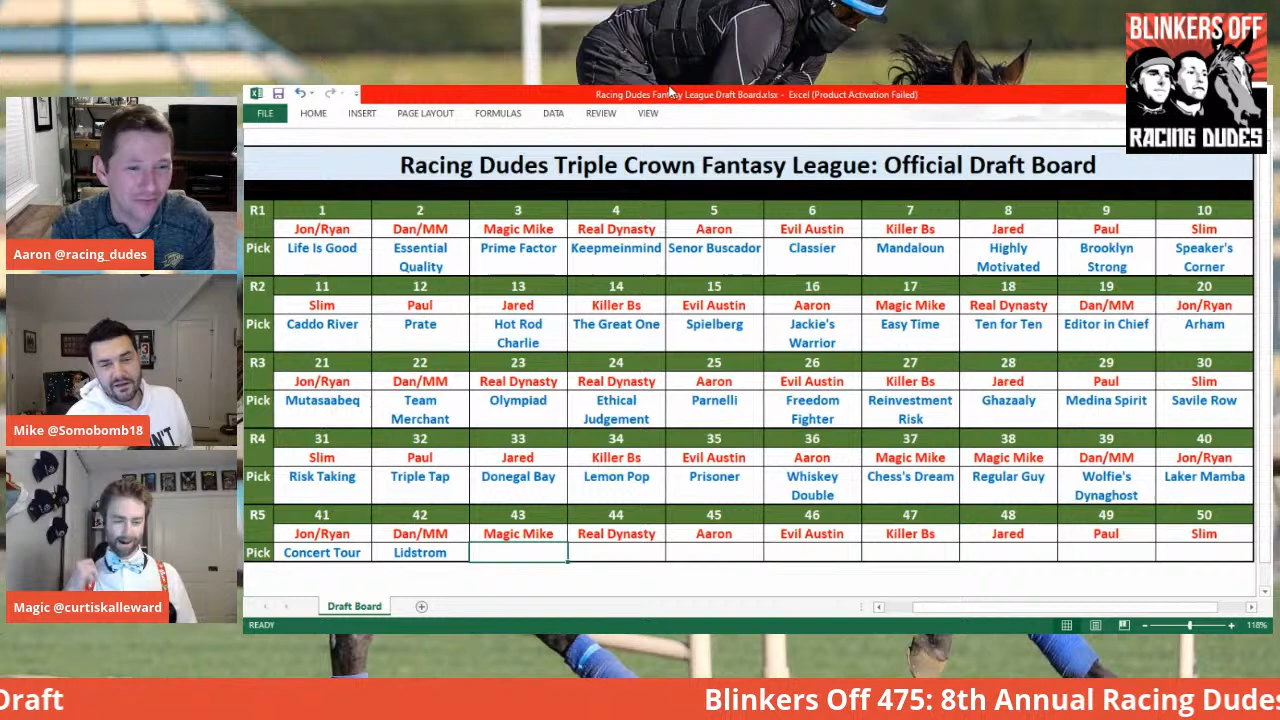 BLINKERS OFF
RACING DUDES
Racing Dudes Fantasy League Draft Board.xlsx - Excel (Product Activation Failed)
FILE HOME INSERT PAGE LAYOUT FORMULAS DATA REVIEW VIEW
Racing Dudes Triple Crown Fantasy League: Official Draft Board
R1 1 2 3 4 5 6 7 8 9 10
Jon/Ryan Dan/MM Magic Mike Real Dynasty Aaron Evil Austin Killer Bs Jared Paul Slim
Pick Life Is Good Essential Quality Prime Factor Keepmeinmind Senor Buscador Classier Mandaloun Highly Motivated Brooklyn Strong Speaker's Corner
R2 11 12 13 14 15 16 17 18 19 20
Slim Paul Jared Killer Bs Evil Austin Aaron Magic Mike Real Dynasty Dan/MM Jon/Ryan
Pick Caddo River Prate Hot Rod Charlie The Great One Spielberg Jackie's Warrior Easy Time Ten for Ten Editor in Chief Arham
R3 21 22 23 24 25 26 27 28 29 30
Jon/Ryan Dan/MM Real Dynasty Real Dynasty Aaron Evil Austin Killer Bs Jared Paul Slim
Pick Mutasaabeq Team Merchant Olympiad Ethical Judgement Parnelli Freedom Fighter Reinvestment Risk Ghazaaly Medina Spirit Savile Row
R4 31 32 33 34 35 36 37 38 39 40
Slim Paul Jared Killer Bs Evil Austin Aaron Magic Mike Magic Mike Dan/MM Jon/Ryan
Pick Risk Taking Triple Tap Donegal Bay Lemon Pop Prisoner Whiskey Double Chess's Dream Regular Guy Wolfie's Dynaghost Laker Mamba
R5 41 42 43 44 45 46 47 48 49 50
Jon/Ryan Dan/MM Magic Mike Real Dynasty Aaron Evil Austin Killer Bs Jared Paul Slim
Pick Concert Tour Lidstrom
Draft Board
READY 118%
Aaron @racing_dudes
Mike @Somobomb18
Magic @curtiskalleward
Draft Blinkers Off 475: 8th Annual Racing Dudes